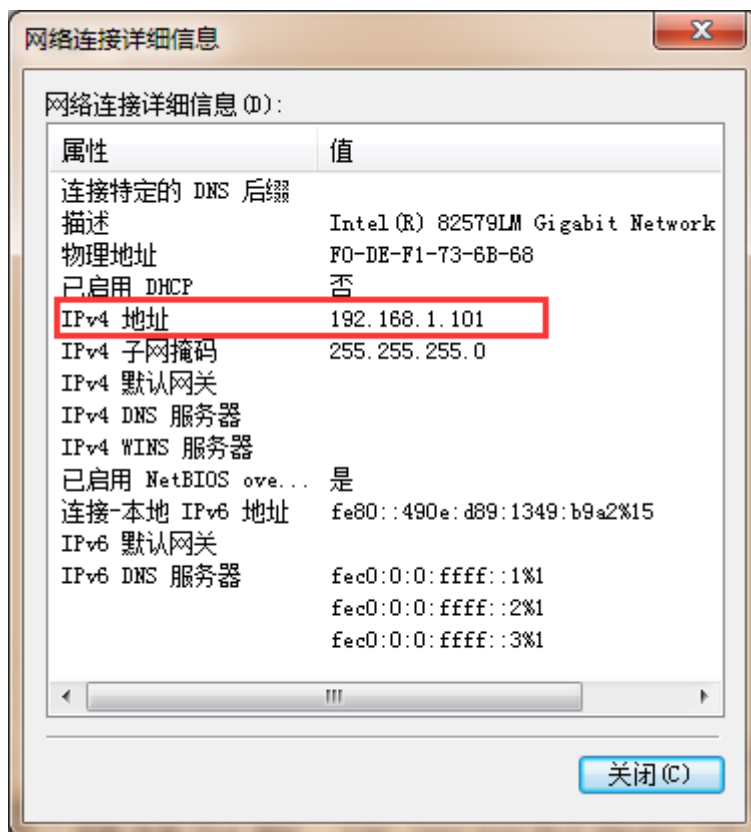 网络连接详细信息
网络连接详细信息(D):
属性 值
连接特定的 DNS 后缀
描述 Intel(R) 82579LM Gigabit Network
物理地址 F0-DE-F1-73-6B-68
已启用 DHCP 否
IPv4 地址 192.168.1.101
IPv4 子网掩码 255.255.255.0
IPv4 默认网关
IPv4 DNS 服务器
IPv4 WINS 服务器
已启用 NetBIOS ove... 是
连接-本地 IPv6 地址 fe80::490e:d89:1349:b9a2%15
IPv6 默认网关
IPv6 DNS 服务器 fec0:0:0:ffff::1%1
fec0:0:0:ffff::2%1
fec0:0:0:ffff::3%1
关闭(C)